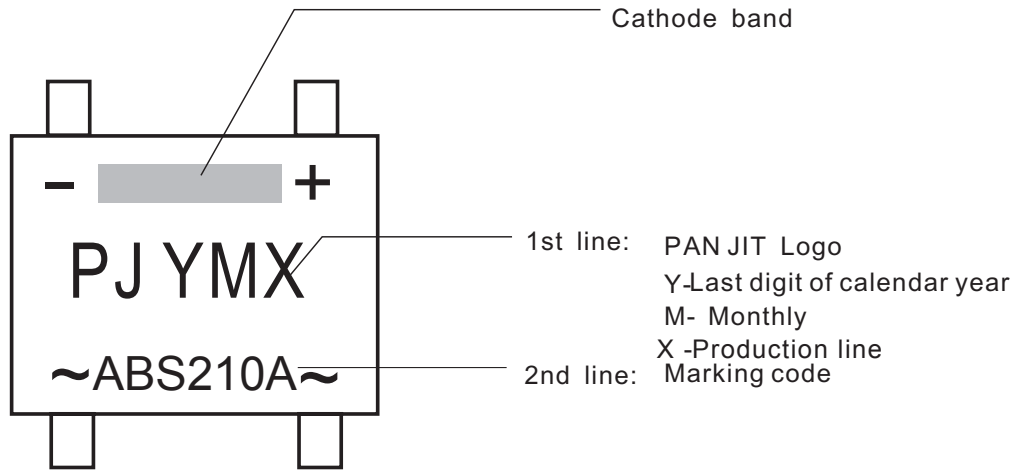 Cathode band
- +
PJ YMX
1st line: PAN JIT Logo
Y-Last digit of calendar year
M- Monthly
X -Production line
~ABS210A~
2nd line: Marking code